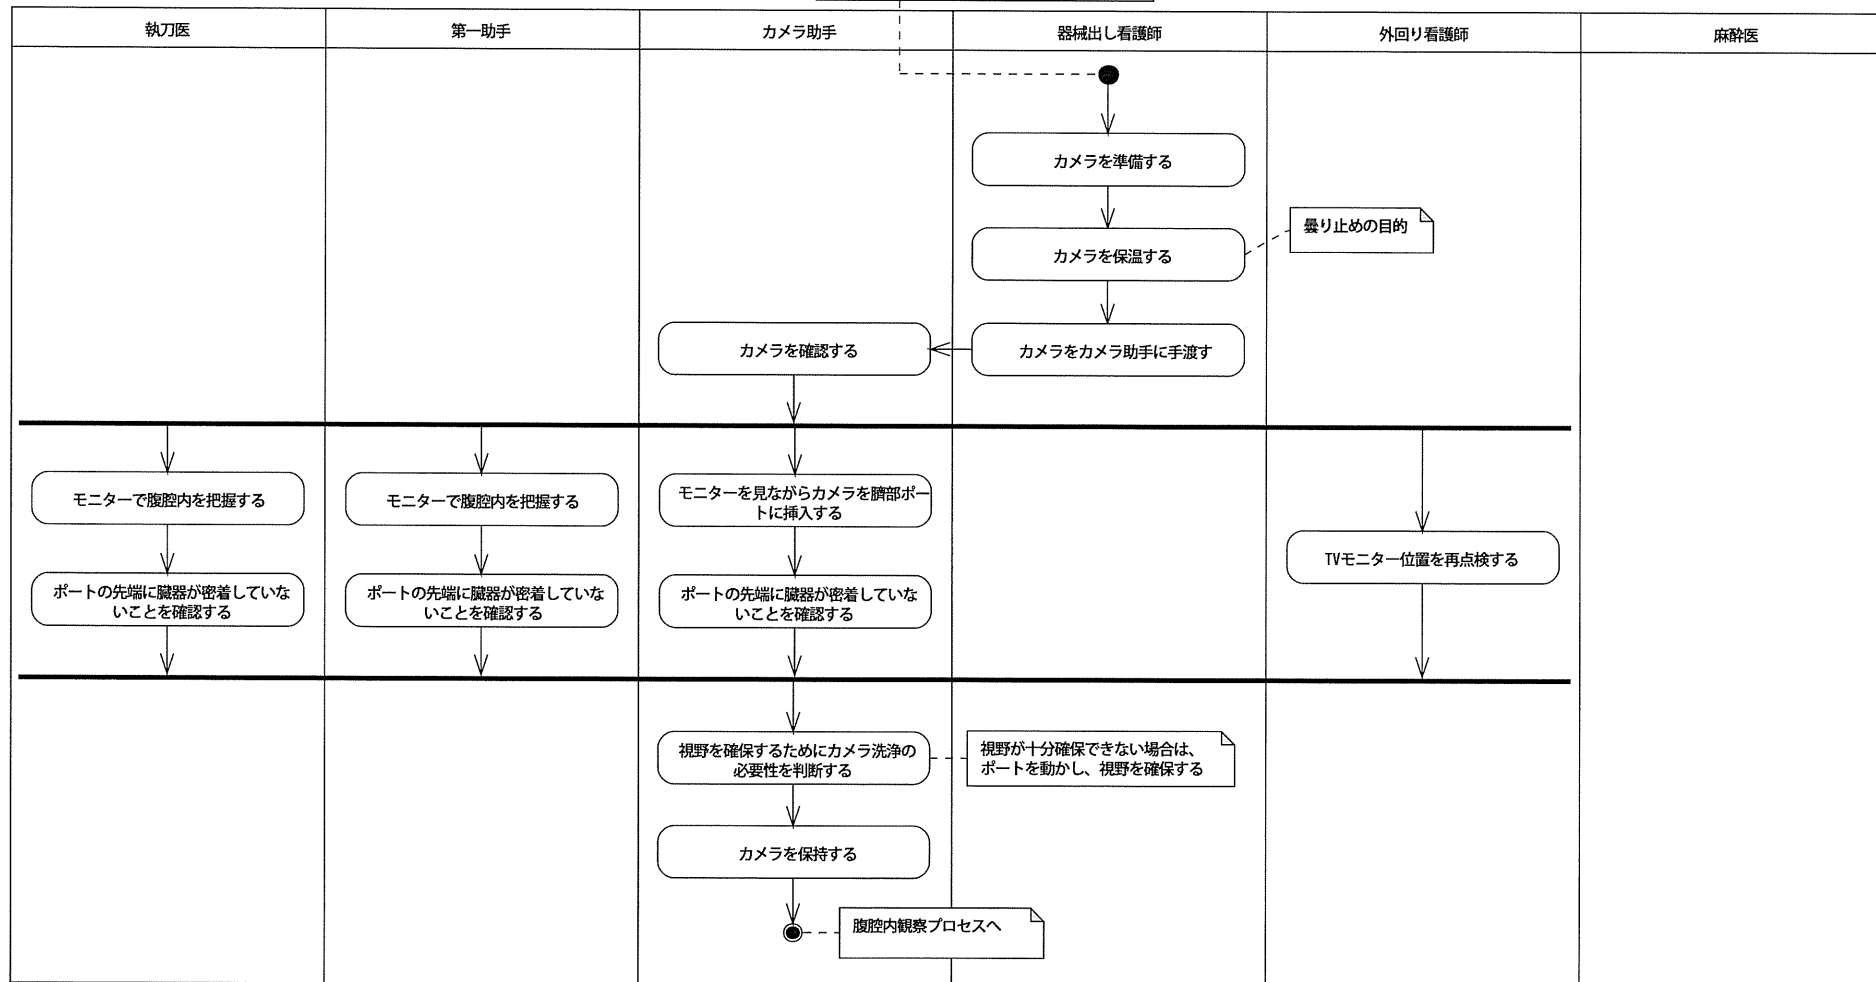 執刀医
第一助手
カメラ助手
器械出し看護師
外回り看護師
麻酔医
カメラを準備する
カメラを保温する
曇り止めの目的
カメラをカメラ助手に手渡す
カメラを確認する
モニターで腹腔内を把握する
モニターで腹腔内を把握する
モニターを見ながらカメラを臍部ポー
トに挿入する
TVモニター位置を再点検する
ポートの先端に臓器が密着していな
いことを確認する
ポートの先端に臓器が密着していな
いことを確認する
ポートの先端に臓器が密着していな
いことを確認する
視野を確保するためにカメラ洗浄の
必要性を判断する
視野が十分確保できない場合は、
ポートを動かし、視野を確保する
カメラを保持する
腹腔内観察プロセスへ